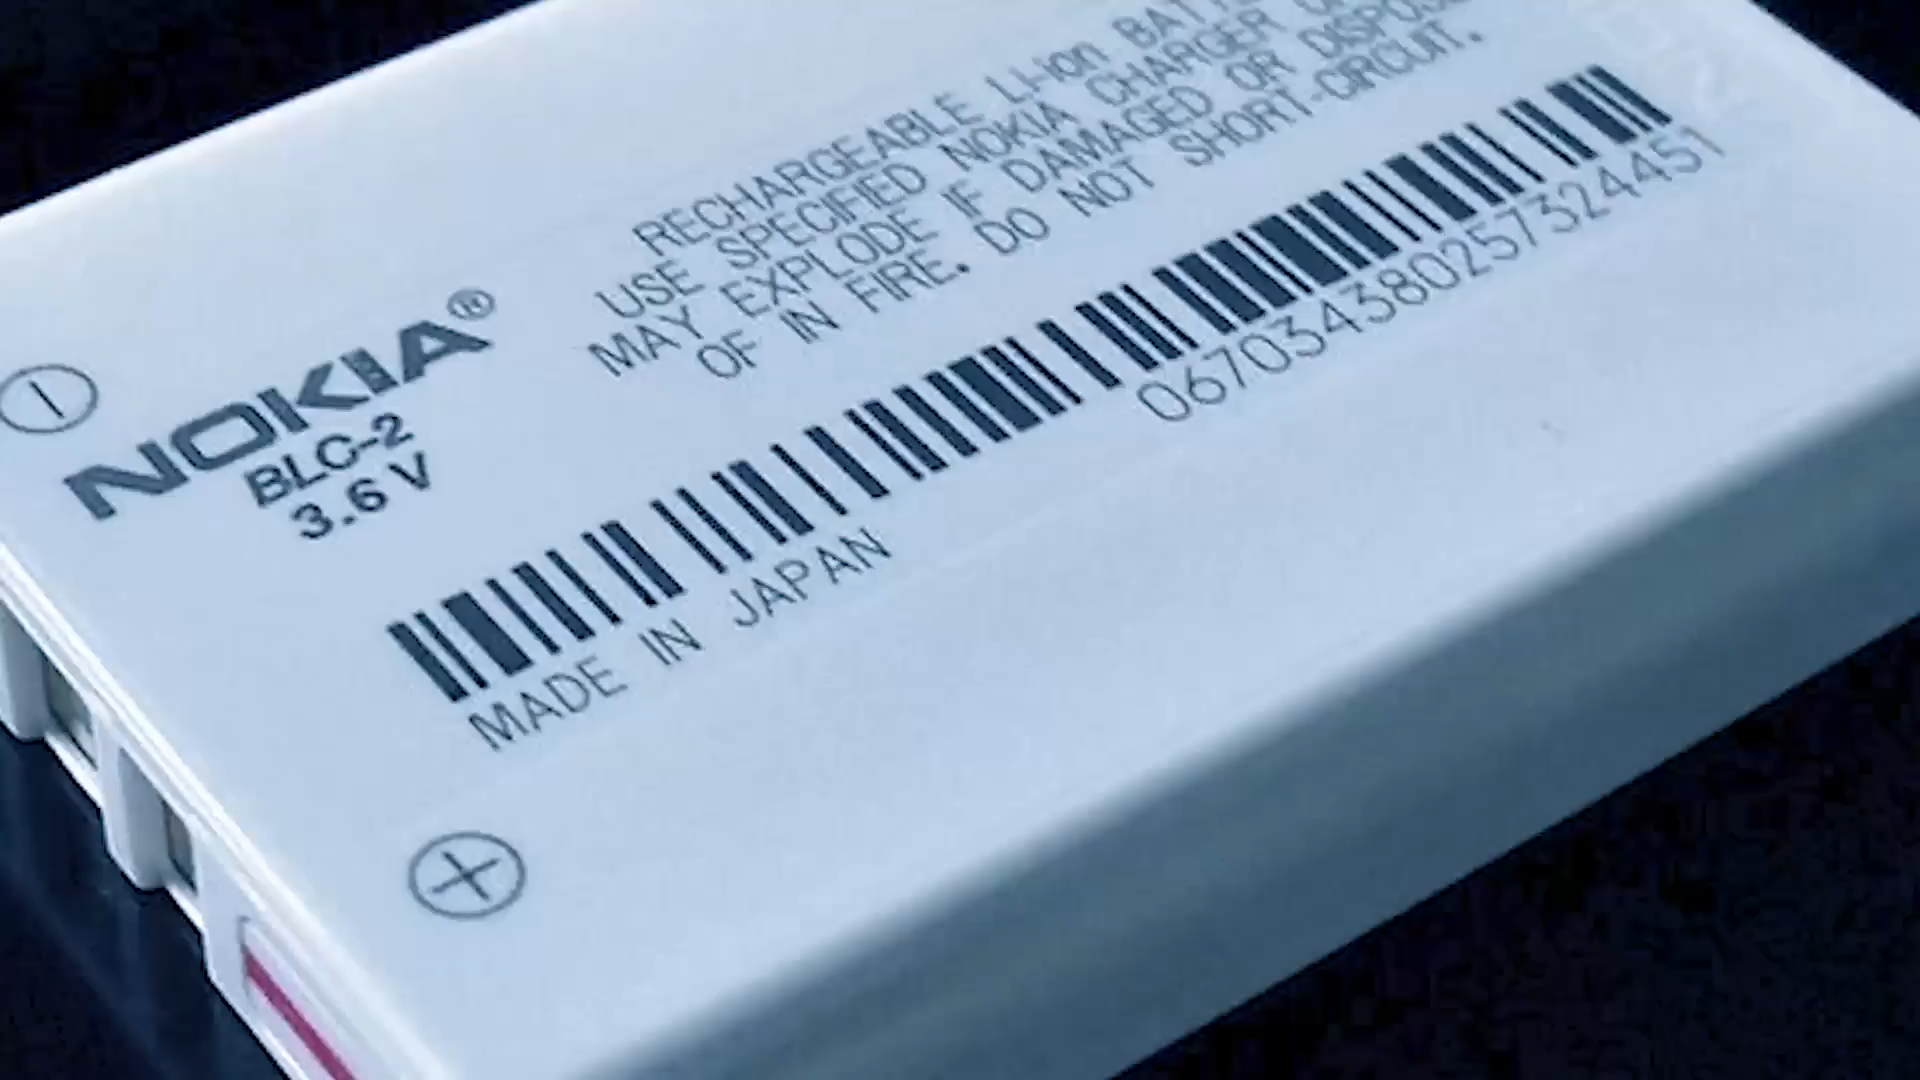 NOKIA®
BLC-2
3.6 V
RECHARGEABLE Li-ion
USE SPECIFIED NOKIA CHARGER
MAY EXPLODE IF DAMAGED OR
OF IN FIRE. DO NOT SHORT-CIRCUIT.
067034380257324451
MADE IN JAPAN